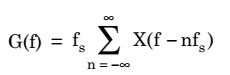 G(f) = f_s ∑_{n = -∞}^{∞} X(f - nf_s)